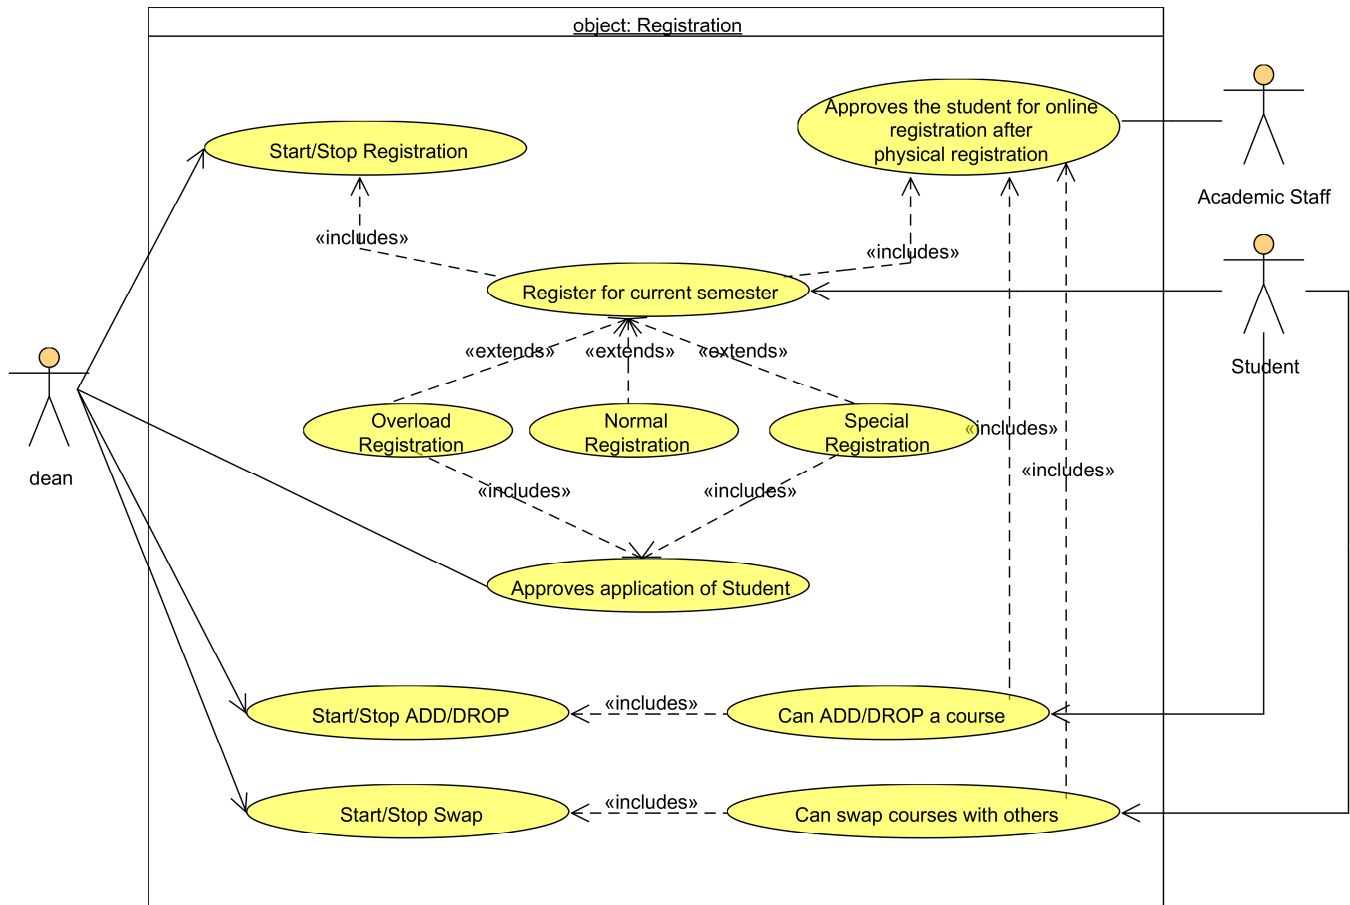 object: Registration
Approves the student for online
registration after
physical registration
Start/Stop Registration
Academic Staff
«includes»
«includes»
Register for current semester
«extends»
«extends»
«extends»
Student
Overload
Registration
Normal
Registration
Special
Registration
«includes»
«includes»
dean
«includes»
«includes»
Approves application of Student
«includes»
Start/Stop ADD/DROP
Can ADD/DROP a course
«includes»
Start/Stop Swap
Can swap courses with others